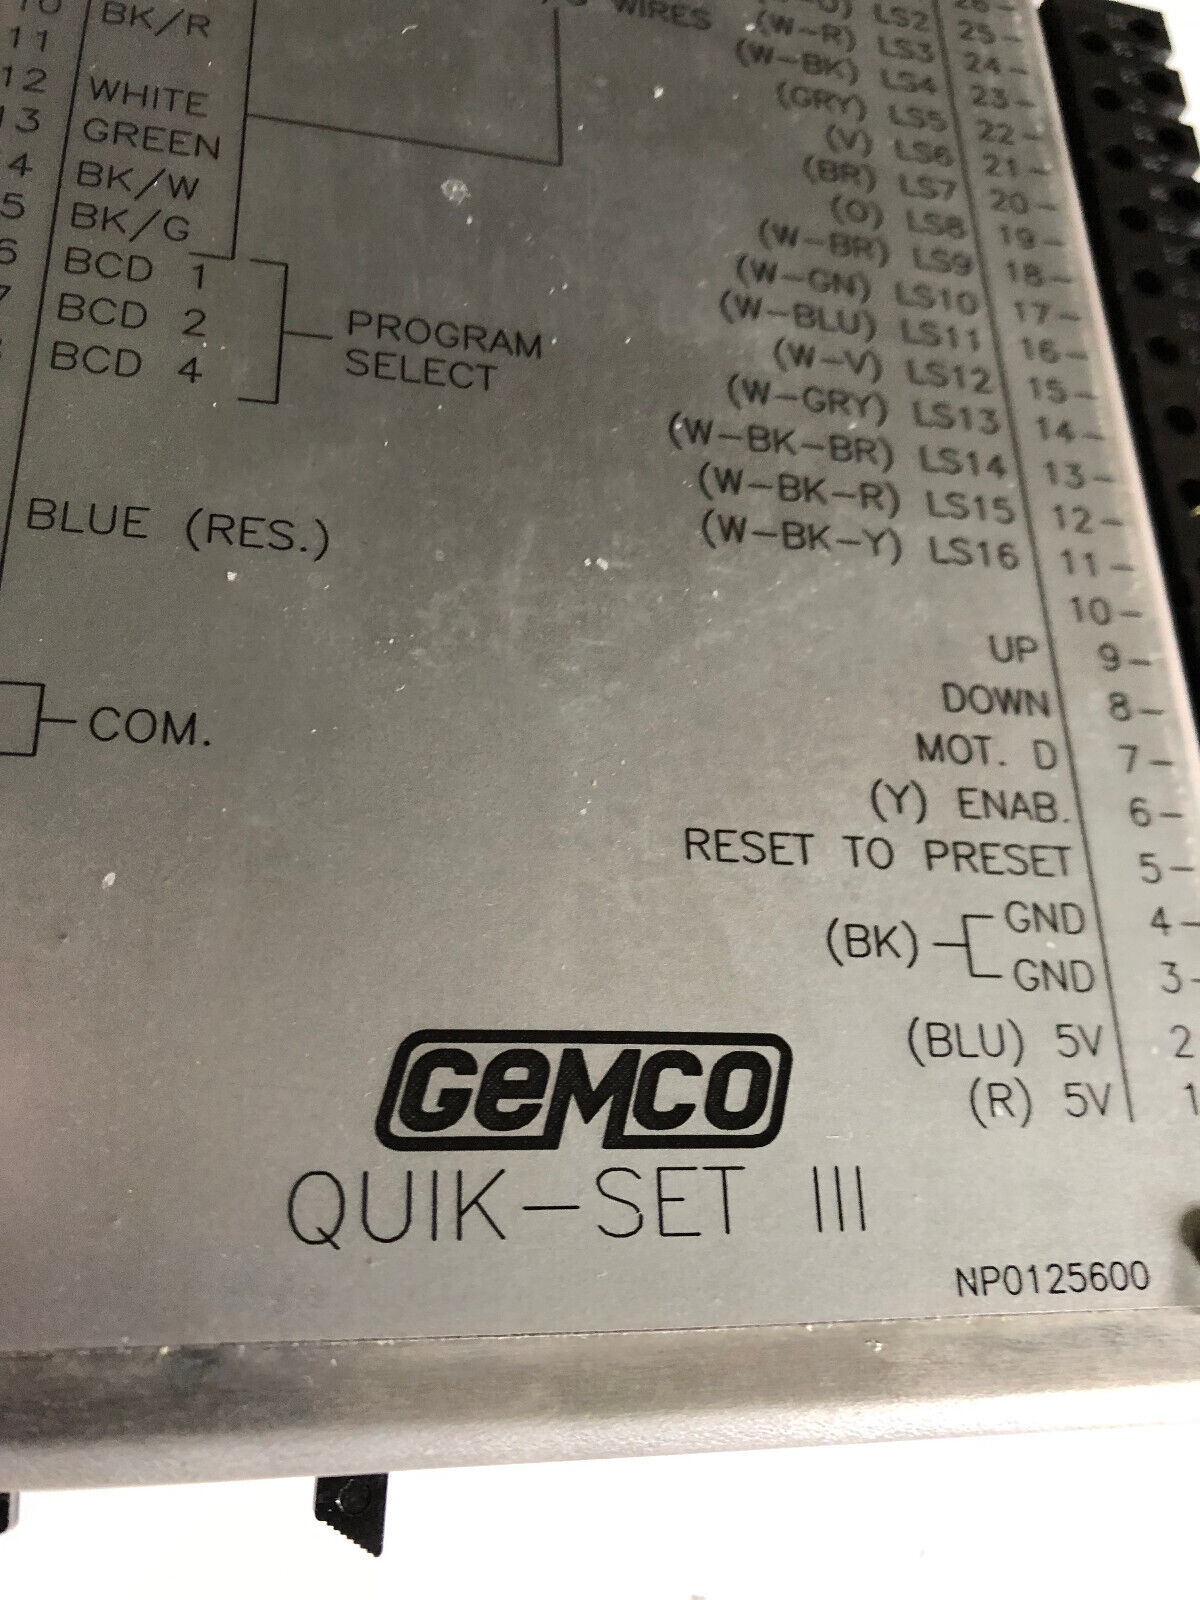 BK/R
11
12 WHITE
13 GREEN
4 BK/W
5 BK/G
6 BCD 1
7 BCD 2
BCD 4
PROGRAM
SELECT
BLUE (RES.)
COM.
WIRES
LS2 25-
(W-R) LS3 24-
(W-BK) LS4 23-
(GRY) LS5 22-
(V) LS6 21-
(BR) LS7 20-
(O) LS8 19-
(W-BR) LS9 18-
(W-GN) LS10 17-
(W-BLU) LS11 16-
(W-V) LS12 15-
(W-GRY) LS13 14-
(W-BK-BR) LS14 13-
(W-BK-R) LS15 12-
(W-BK-Y) LS16 11-
10-
UP 9-
DOWN 8-
MOT. D 7-
(Y) ENAB. 6-
RESET TO PRESET 5-
(BK) GND 4-
GND 3-
(BLU) 5V 2
(R) 5V 1
GEMCO
QUIK-SET III
NP0125600